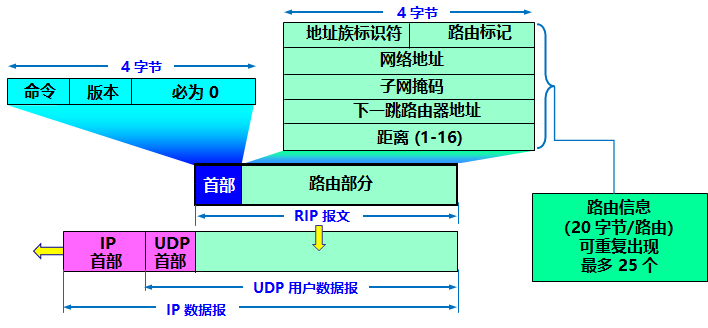 4 字节
地址族标识符 路由标记
网络地址
子网掩码
下一跳路由器地址
距离 (1-16)
4 字节
命令 版本 必为 0
首部 路由部分
RIP 报文
IP
首部
UDP
首部
UDP 用户数据报
IP 数据报
路由信息
(20 字节/路由)
可重复出现
最多 25 个